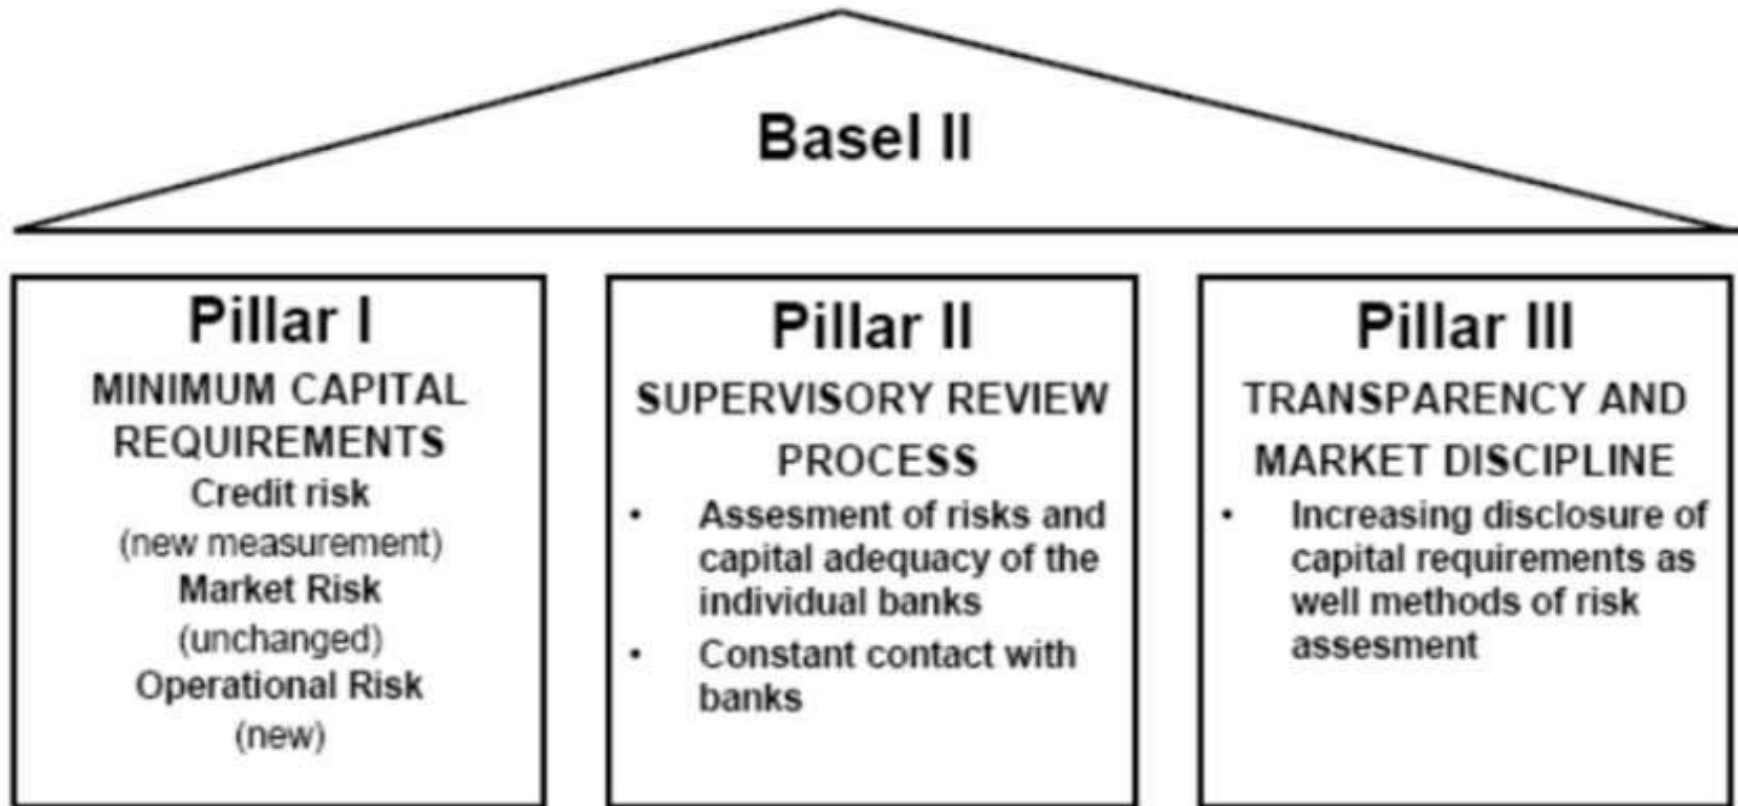 Basel II
Pillar I
MINIMUM CAPITAL
REQUIREMENTS
Credit risk
(new measurement)
Market Risk
(unchanged)
Operational Risk
(new)
Pillar II
SUPERVISORY REVIEW
PROCESS
• Assesment of risks and
capital adequacy of the
individual banks
• Constant contact with
banks
Pillar III
TRANSPARENCY AND
MARKET DISCIPLINE
• Increasing disclosure of
capital requirements as
well methods of risk
assesment